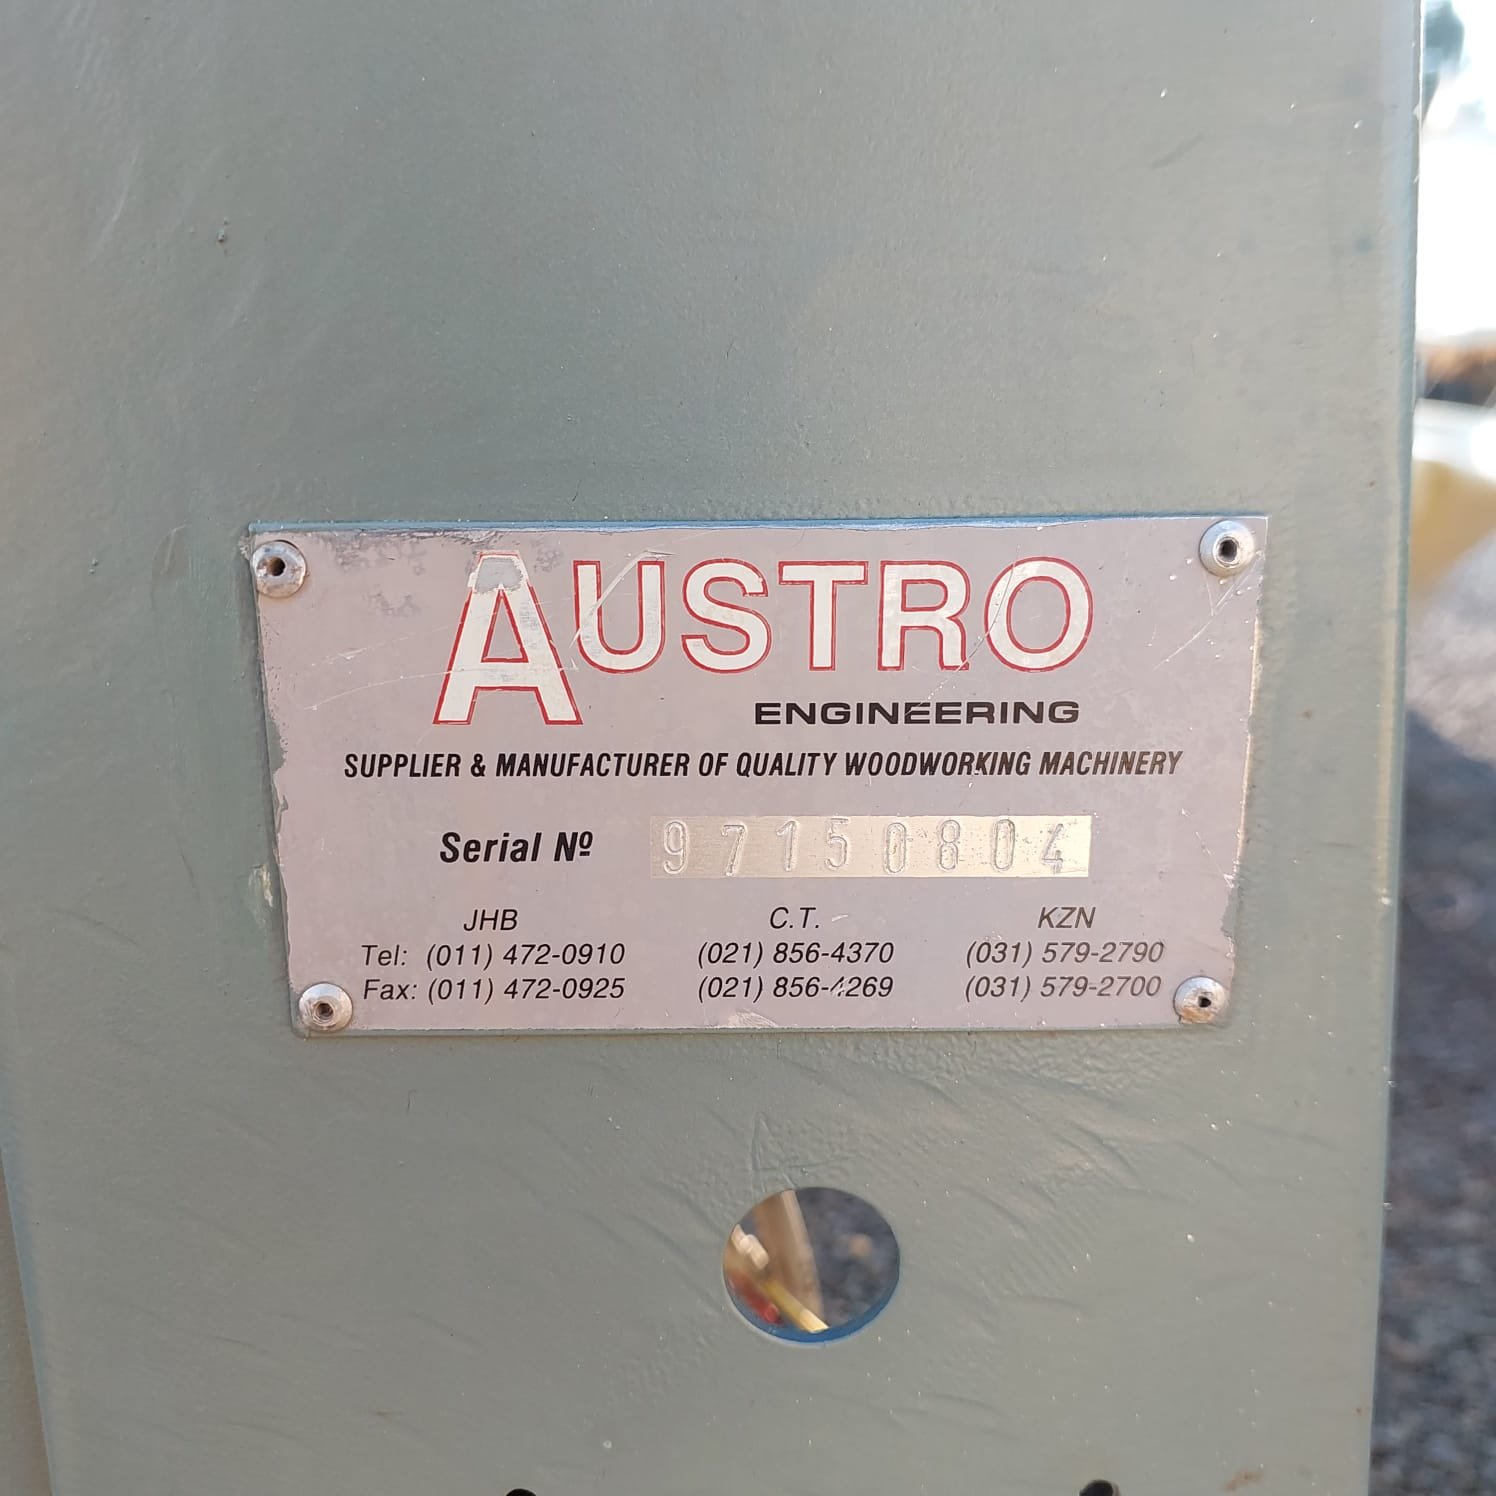 AUSTRO
ENGINEERING
SUPPLIER & MANUFACTURER OF QUALITY WOODWORKING MACHINERY
Serial Nº 97150804
JHB C.T. KZN
Tel: (011) 472-0910 (021) 856-4370 (031) 579-2790
Fax: (011) 472-0925 (021) 856-4269 (031) 579-2700